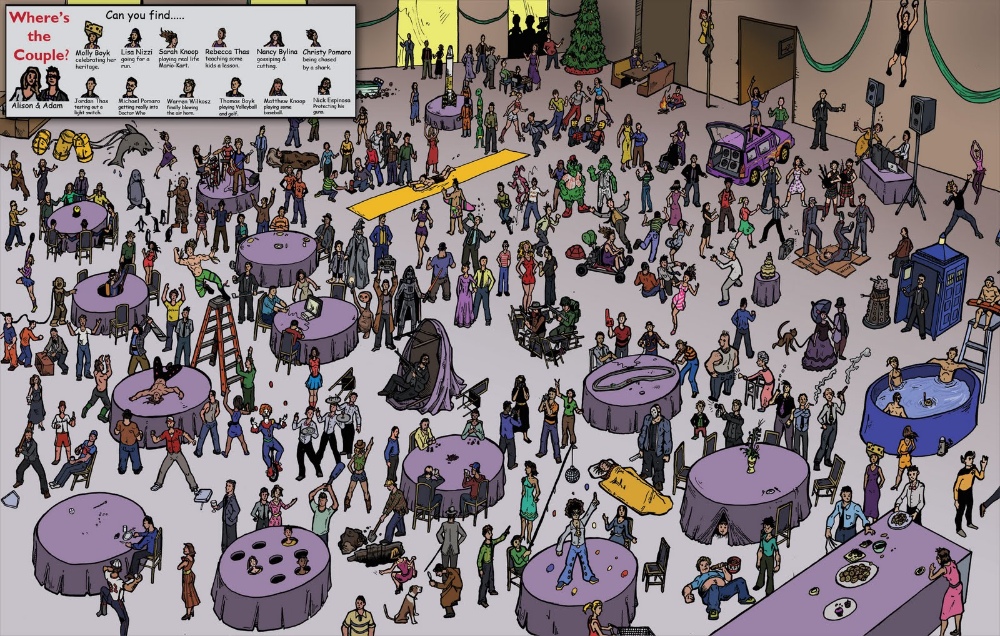 Where's
the
Couple?
Alison & Adam
Can you find.....
Molly Boyk
celebrating her
heritage.
Lisa Nizzi
going for a
run.
Sarah Knoop
playing real life
Mario-Kart.
Rebecca Thas
teaching some
kids a lesson.
Nancy Bylina
gossiping &
cutting.
Christy Pomaro
being chased
by a shark.
Jordan Thas
testing out a
light switch.
Michael Pomaro
getting really into
Doctor Who
Warren Wilkosz
finally blowing
the air horn.
Thomas Boyk
playing Volleyball
and golf.
Matthew Knoop
playing some
baseball.
Nick Espinosa
Protecting his
guns.